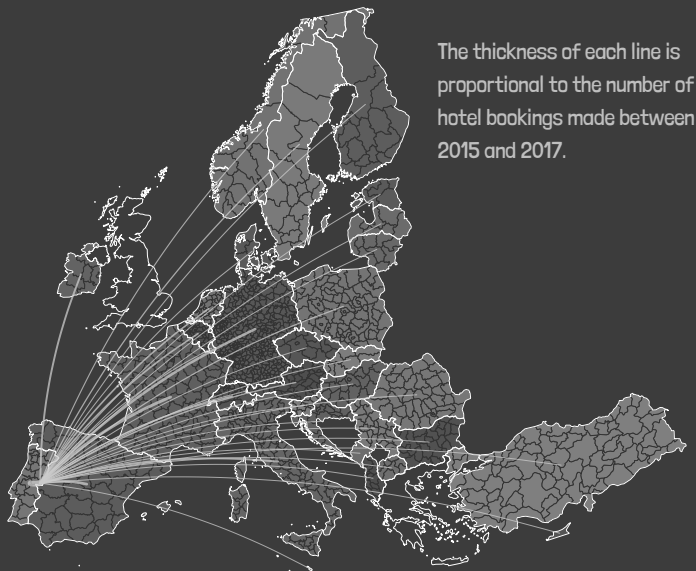 The thickness of each line is
proportional to the number of
hotel bookings made between
2015 and 2017.